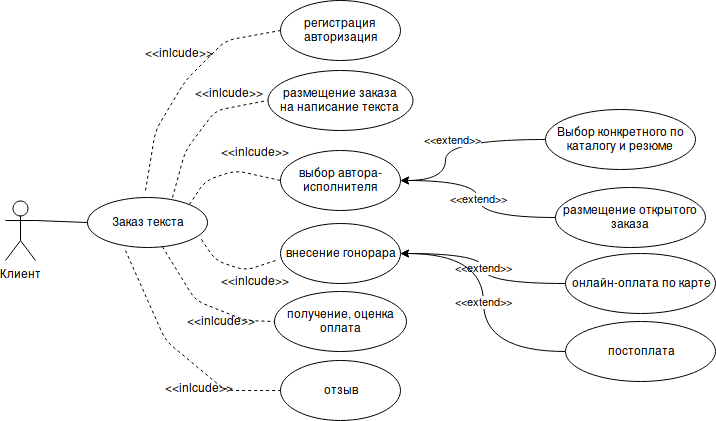 регистрация
авторизация
<<inlcude>>
размещение заказа
на написание текста
<<inlcude>>
Выбор конкретного по
каталогу и резюме
<<extend>>
<<inlcude>>
выбор автора-
исполнителя
<<extend>>
размещение открытого
заказа
Заказ текста
Клиент
внесение гонорара
<<inlcude>>
<<extend>>
онлайн-оплата по карте
<<extend>>
получение, оценка
оплата
<<inlcude>>
постоплата
<<inlcude>>
отзыв